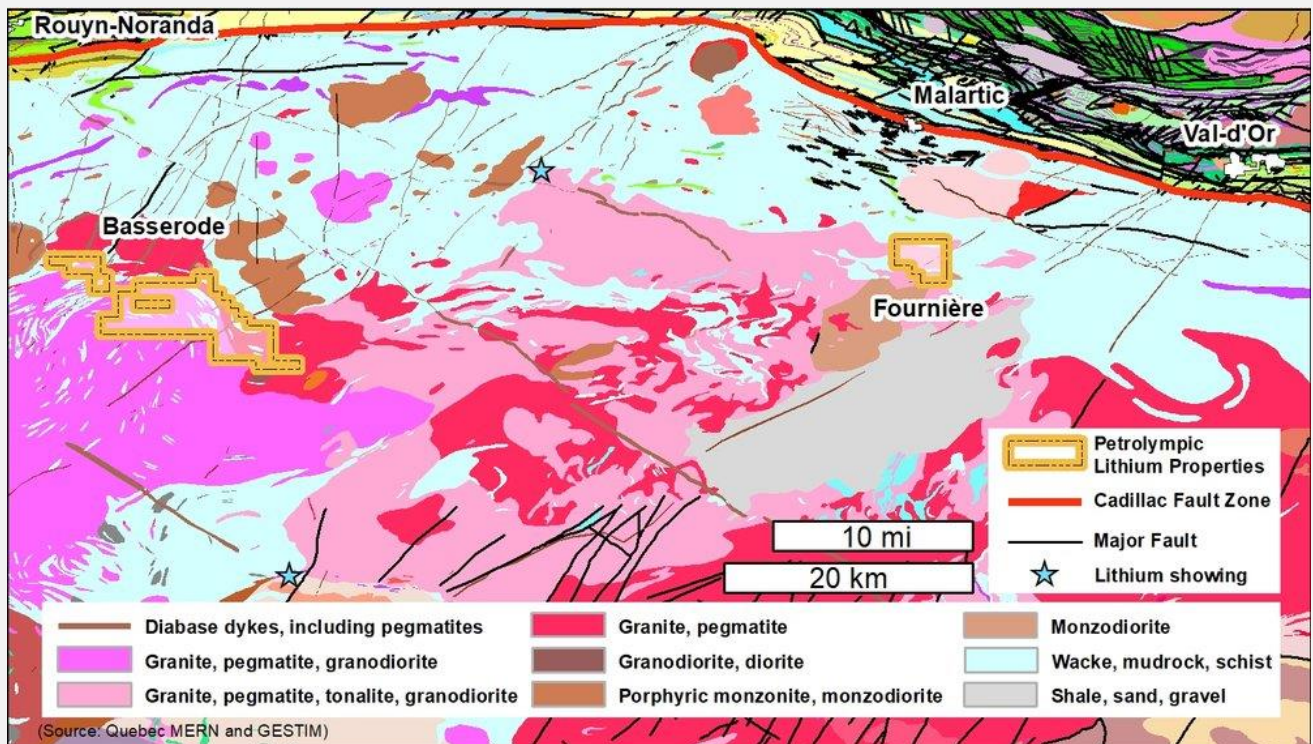 Rouyn-Noranda
Malartic
Val-d'Or
Basserode
Fournière
Petrolympic
Lithium Properties
Cadillac Fault Zone
Major Fault
Lithium showing
10 mi
20 km
Diabase dykes, including pegmatites
Granite, pegmatite, granodiorite
Granite, pegmatite, tonalite, granodiorite
Granite, pegmatite
Granodiorite, diorite
Porphyric monzonite, monzodiorite
Monzodiorite
Wacke, mudrock, schist
Shale, sand, gravel
(Source: Quebec MERN and GESTIM)